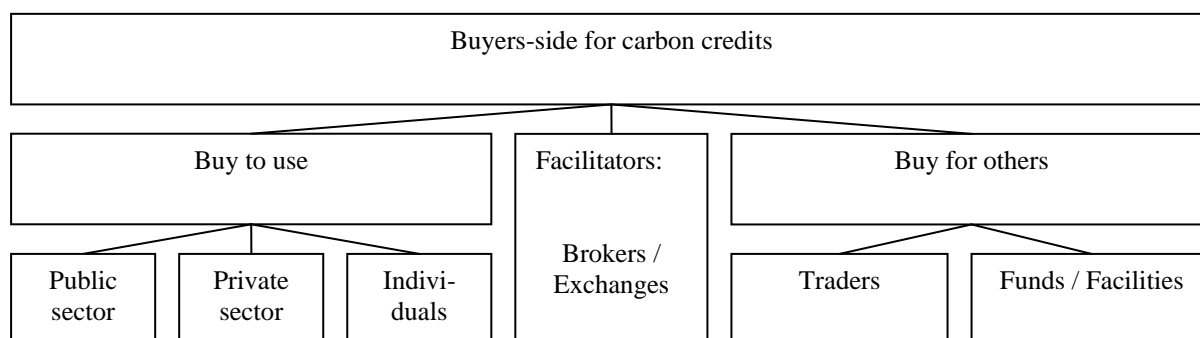 Buyers-side for carbon credits
Buy to use
Facilitators:
Brokers /
Exchanges
Buy for others
Public
sector
Private
sector
Indivi-
duals
Traders
Funds / Facilities